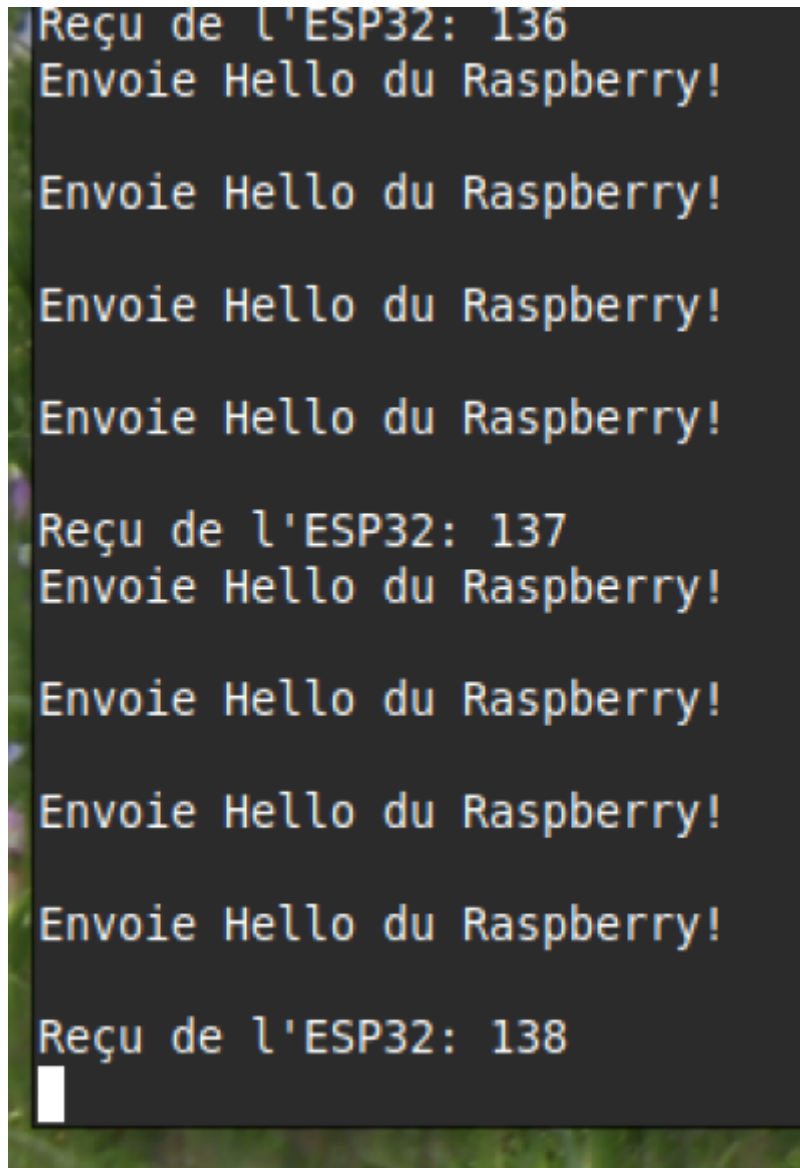 Reçu de l'ESP32: 136
Envoie Hello du Raspberry!
Envoie Hello du Raspberry!
Envoie Hello du Raspberry!
Envoie Hello du Raspberry!
Reçu de l'ESP32: 137
Envoie Hello du Raspberry!
Envoie Hello du Raspberry!
Envoie Hello du Raspberry!
Envoie Hello du Raspberry!
Reçu de l'ESP32: 138